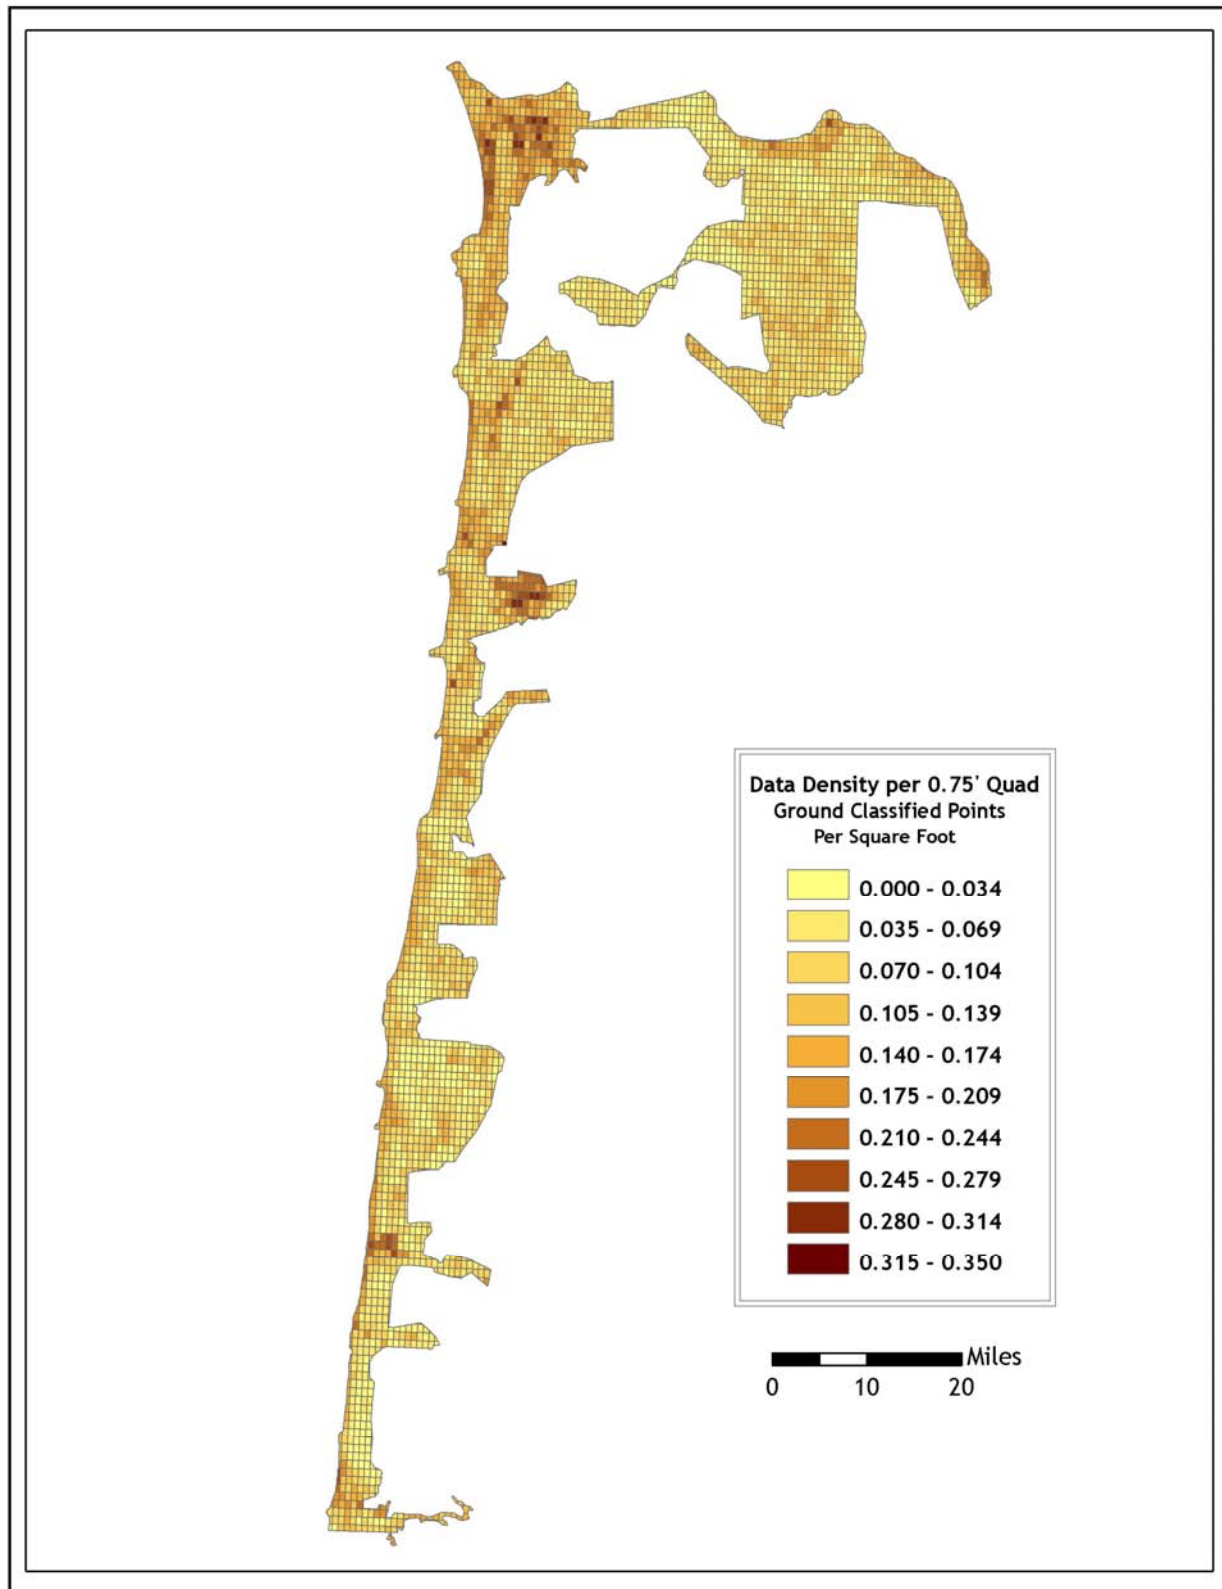 Data Density per 0.75' Quad
Ground Classified Points
Per Square Foot
0.000 - 0.034
0.035 - 0.069
0.070 - 0.104
0.105 - 0.139
0.140 - 0.174
0.175 - 0.209
0.210 - 0.244
0.245 - 0.279
0.280 - 0.314
0.315 - 0.350
Miles
0 10 20